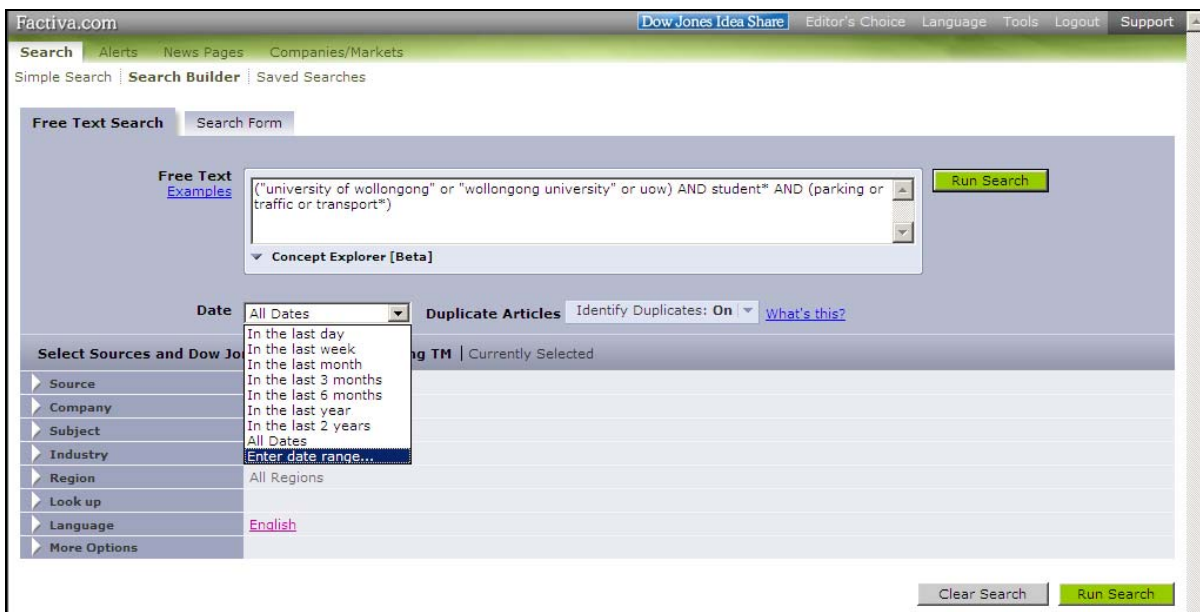 Factiva.com Dow Jones Idea Share Editor's Choice Language Tools Logout Support
Search Alerts News Pages Companies/Markets
Simple Search Search Builder Saved Searches
Free Text Search Search Form
Free Text
Examples
("university of wollongong" or "wollongong university" or uow) AND student* AND (parking or
traffic or transport*)
Run Search
Concept Explorer [Beta]
Date All Dates Duplicate Articles Identify Duplicates: On What's this?
In the last day
In the last week
In the last month
In the last 3 months
In the last 6 months
In the last year
In the last 2 years
All Dates
Enter date range...
Select Sources and Dow Jo ng TM Currently Selected
Source
Company
Subject
Industry
Region All Regions
Look up
Language English
More Options
Clear Search Run Search